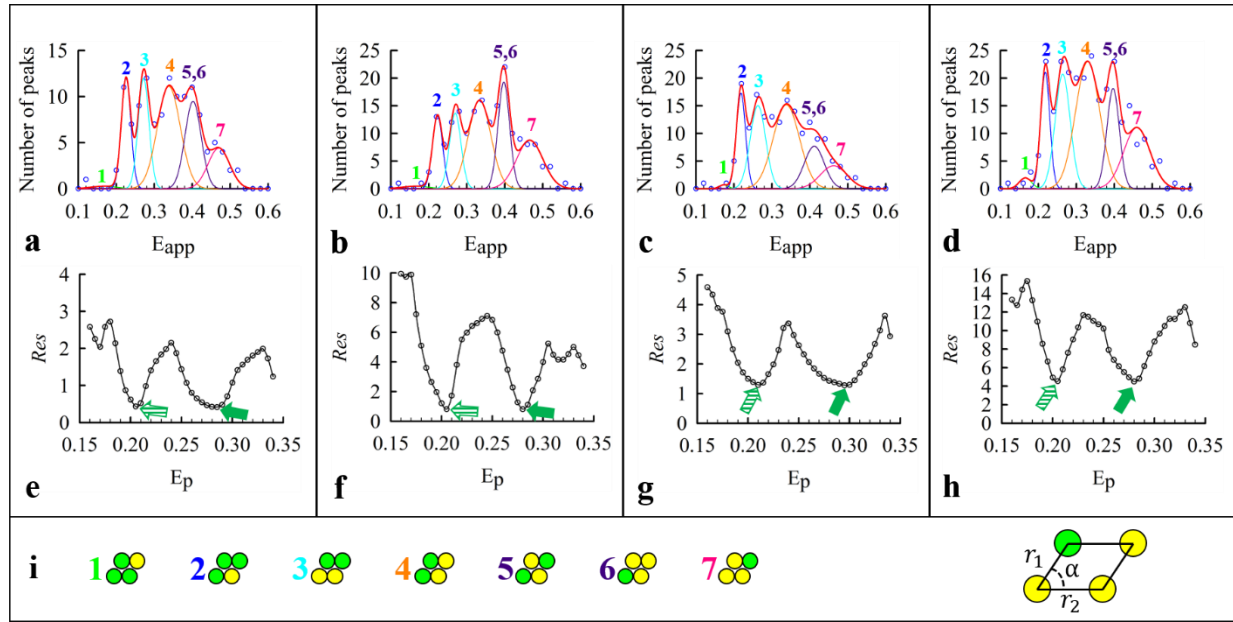 Number of peaks
15
10
5
0
2
3
4
5,6
7
1
0.1 0.2 0.3 0.4 0.5 0.6
E_app
a
Number of peaks
25
20
15
10
5
0
5,6
2
3
4
7
1
0.1 0.2 0.3 0.4 0.5 0.6
E_app
b
Number of peaks
25
20
15
10
5
0
2
3
4
5,6
7
1
0.1 0.2 0.3 0.4 0.5 0.6
E_app
c
Number of peaks
25
20
15
10
5
0
2
3
4
5,6
7
1
0.1 0.2 0.3 0.4 0.5 0.6
E_app
d
Res
4
3
2
1
0
0.15 0.20 0.25 0.30 0.35
E_p
e
Res
10
8
6
4
2
0
0.15 0.20 0.25 0.30 0.35
E_p
f
Res
5
4
3
2
1
0
0.15 0.20 0.25 0.30 0.35
E_p
g
Res
16
14
12
10
8
6
4
2
0
0.15 0.20 0.25 0.30 0.35
E_p
h
i 1 2 3 4 5 6 7
r₁ α
r₂